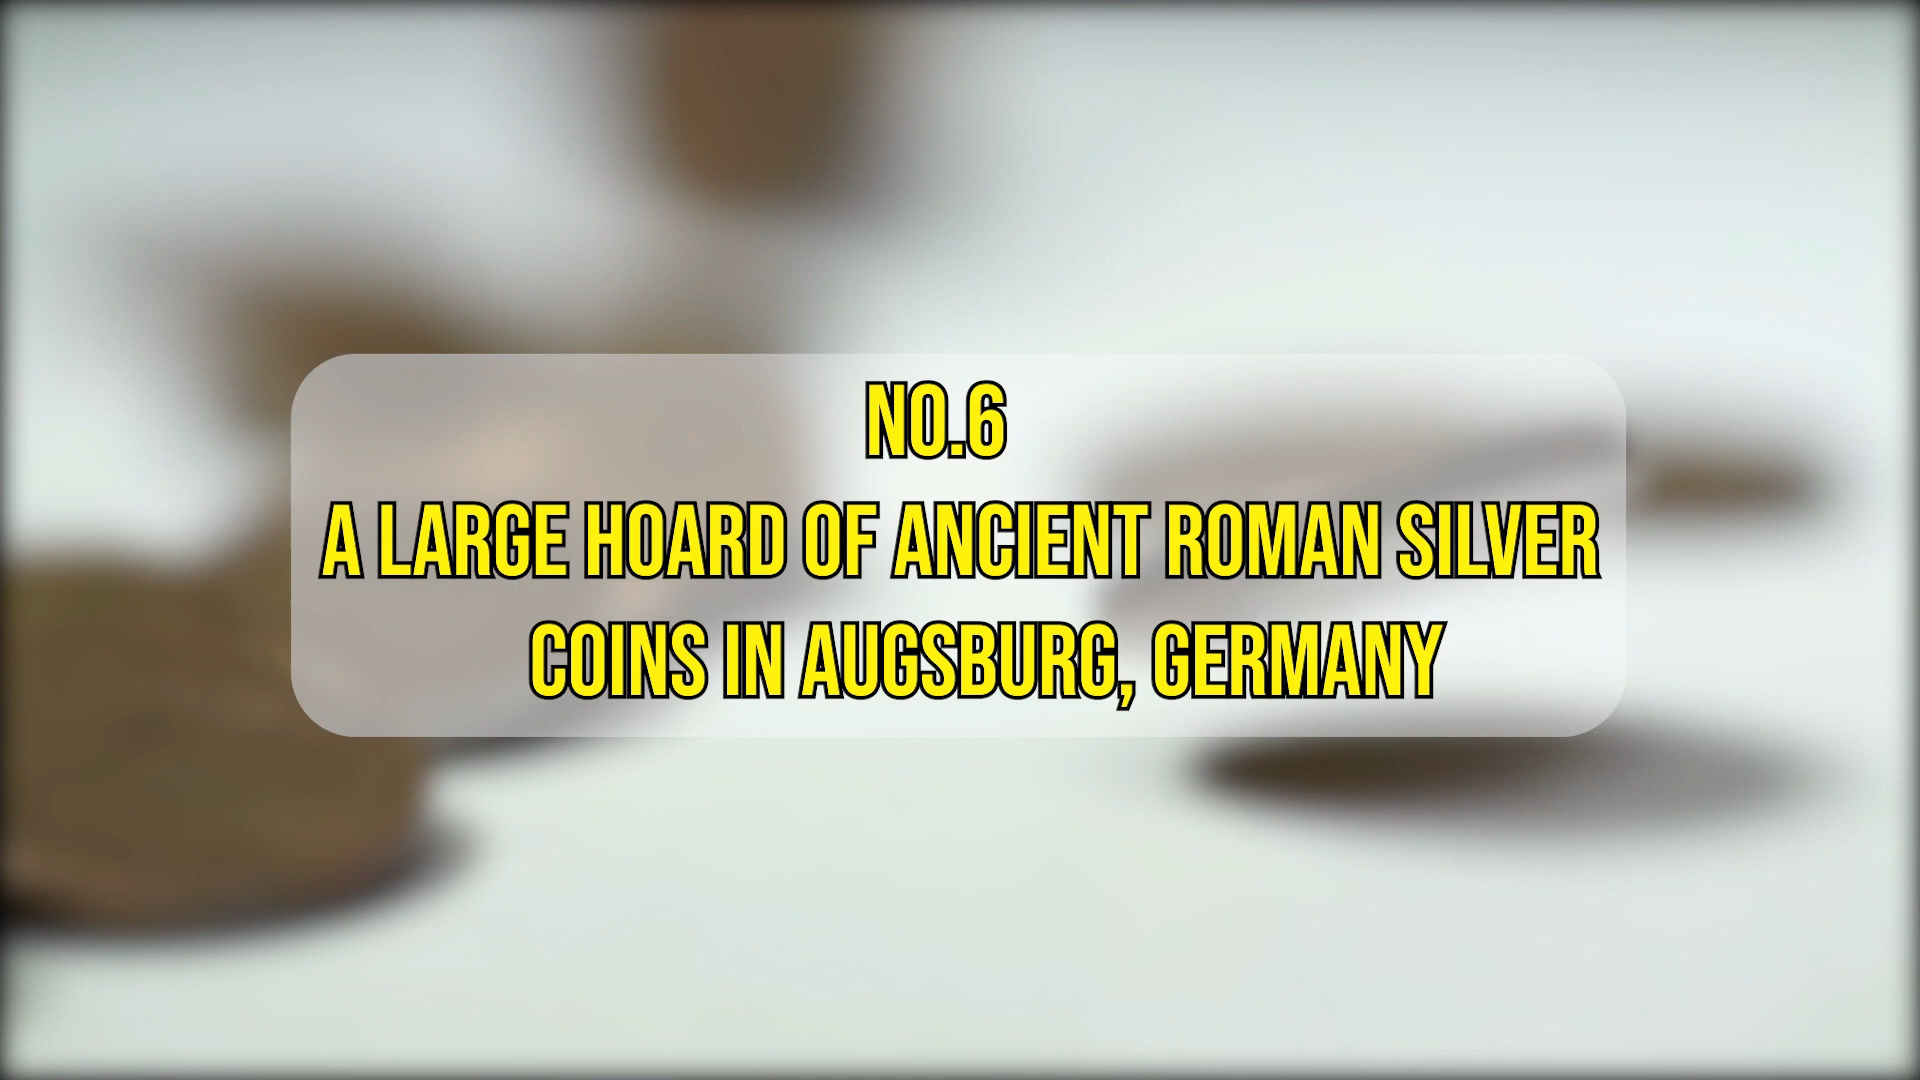 NO.6
A LARGE HOARD OF ANCIENT ROMAN SILVER
COINS IN AUGSBURG, GERMANY